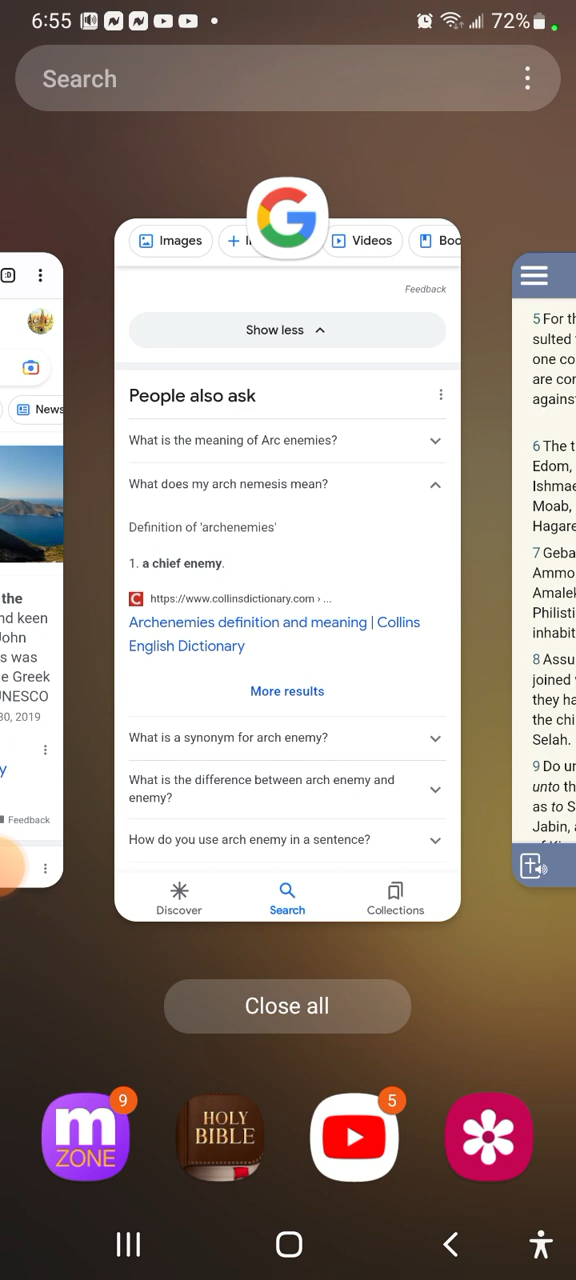 6:55
72%
Search
Images
Videos
Feedback
Show less
People also ask
What is the meaning of Arc enemies?
What does my arch nemesis mean?
Definition of 'archenemies'
1. a chief enemy.
https://www.collinsdictionary.com › ...
Archenemies definition and meaning | Collins
English Dictionary
More results
What is a synonym for arch enemy?
What is the difference between arch enemy and
enemy?
How do you use arch enemy in a sentence?
Discover
Search
Collections
:D
News
the
nd keen
John
s was
e Greek
UNESCO
30, 2019
y
Feedback
5 For th
sulted
one co
are con
against
6 The t
Edom,
Ishmae
Moab,
Hagare
7 Geba
Ammo
Amalek
Philisti
inhabit
8 Assu
joined
they ha
the chi
Selah.
9 Do un
unto th
as to S
Jabin, a
Close all
9
m
ZONE
HOLY
BIBLE
5